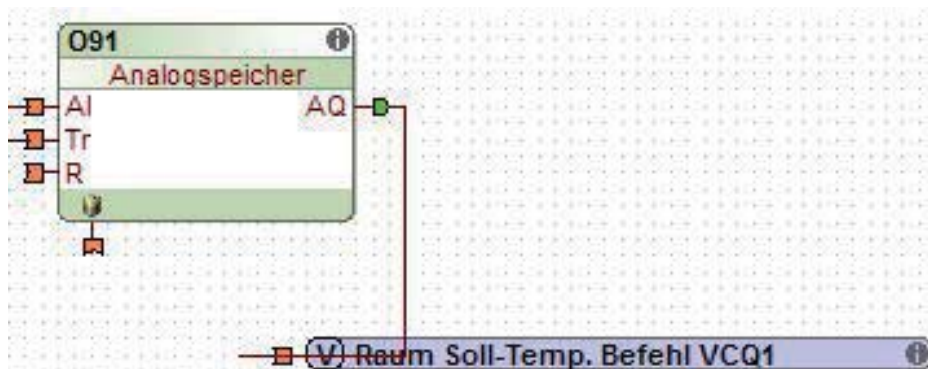 O91
Analogspeicher
AI AQ
Tr
R
V Raum Soll-Temp. Befehl VCQ1